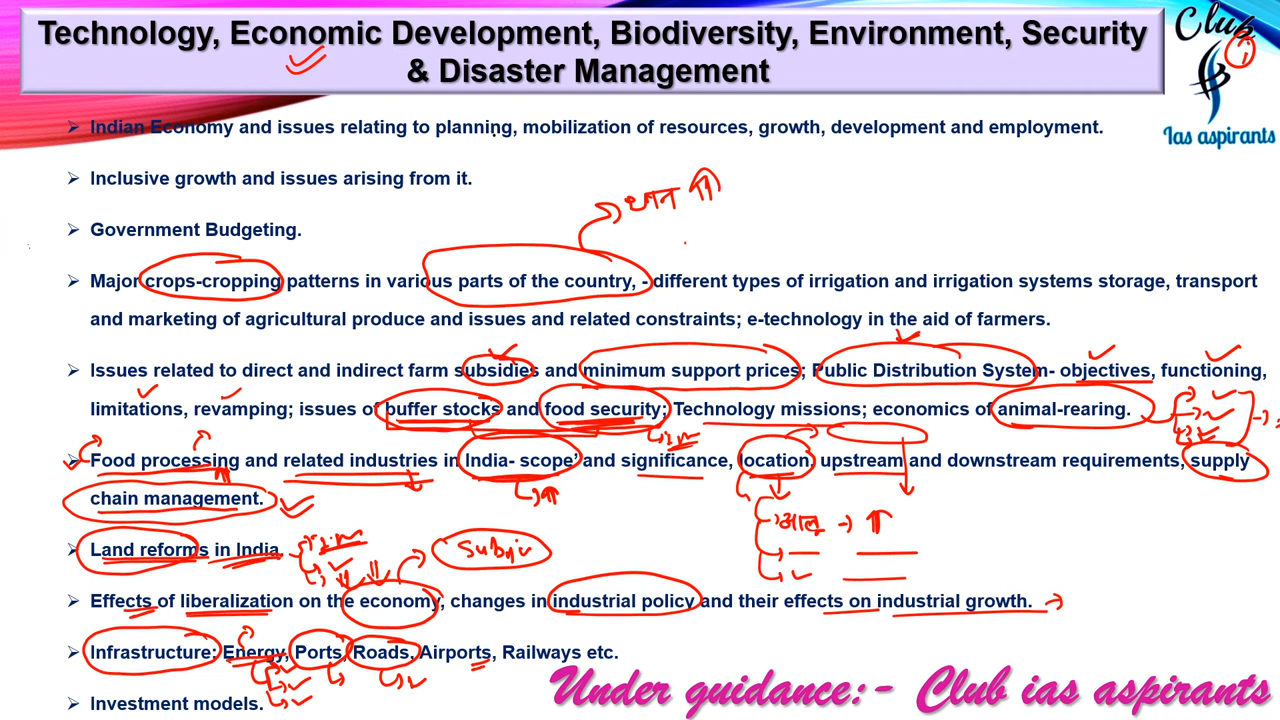 Technology, Economic Development, Biodiversity, Environment, Security
& Disaster Management
Club
Ias aspirants
Indian Economy and issues relating to planning, mobilization of resources, growth, development and employment.
Inclusive growth and issues arising from it.
Government Budgeting.
Major crops-cropping patterns in various parts of the country, - different types of irrigation and irrigation systems storage, transport
and marketing of agricultural produce and issues and related constraints; e-technology in the aid of farmers.
Issues related to direct and indirect farm subsidies and minimum support prices; Public Distribution System- objectives, functioning,
limitations, revamping; issues of buffer stocks and food security; Technology missions; economics of animal-rearing.
Food processing and related industries in India- scope’ and significance, location, upstream and downstream requirements, supply
chain management.
आलू
Land reforms in India.
Effects of liberalization on the economy, changes in industrial policy and their effects on industrial growth.
Infrastructure: Energy, Ports, Roads, Airports, Railways etc.
Investment models.
Under guidance:- Club ias aspirants